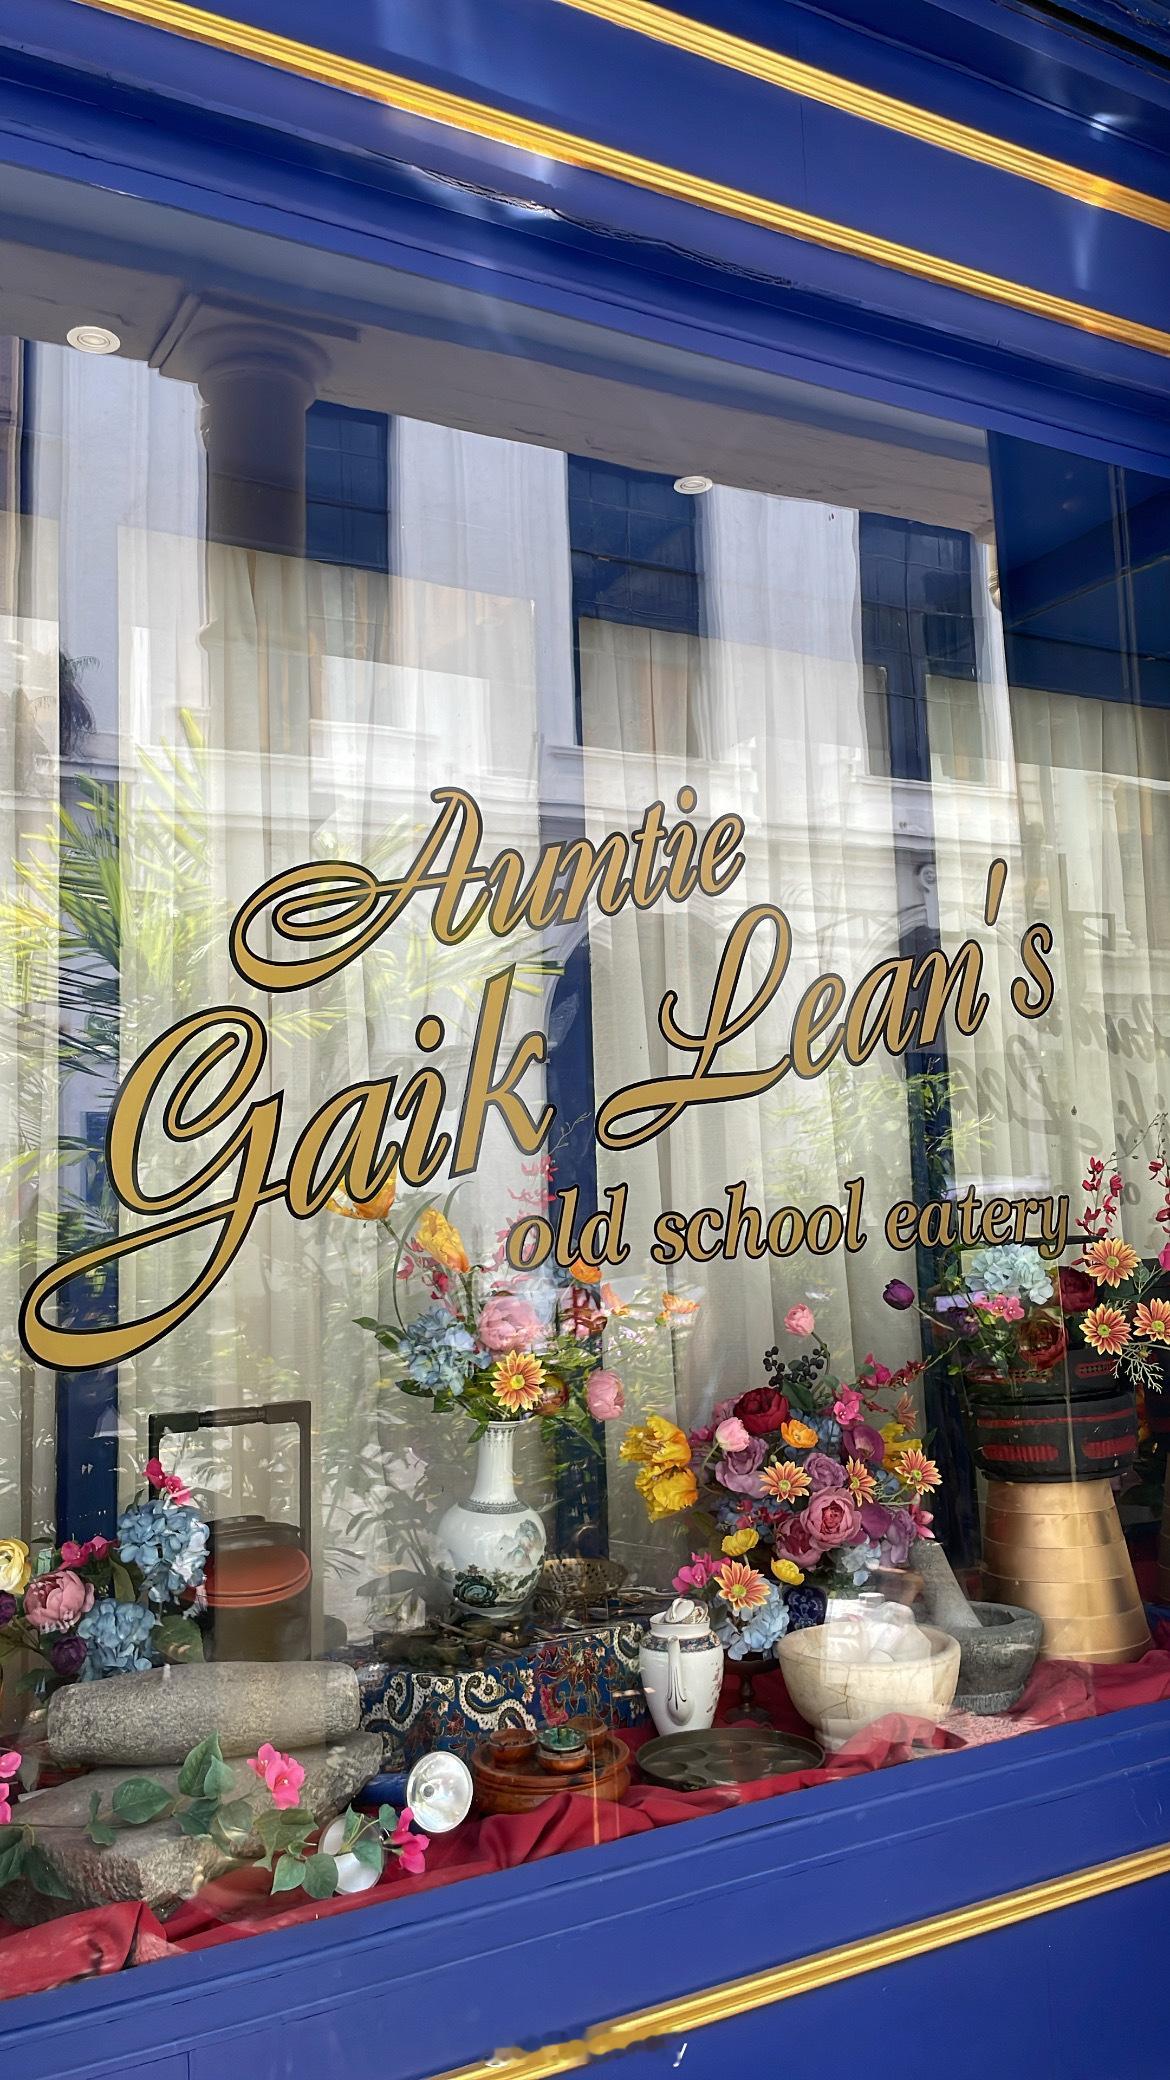 Auntie
Gaik Lean's
old school eatery